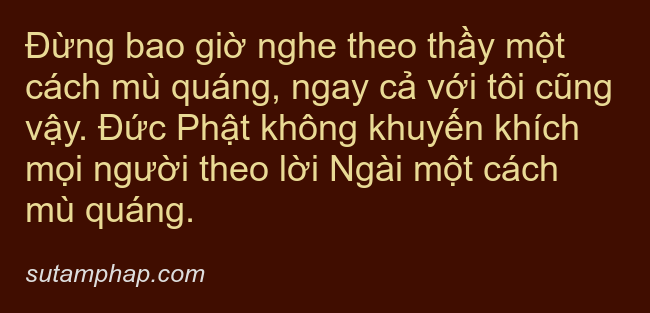 Đừng bao giờ nghe theo thầy một
cách mù quáng, ngay cả với tôi cũng
vậy. Đức Phật không khuyến khích
mọi người theo lời Ngài một cách
mù quáng.
sutamphap.com